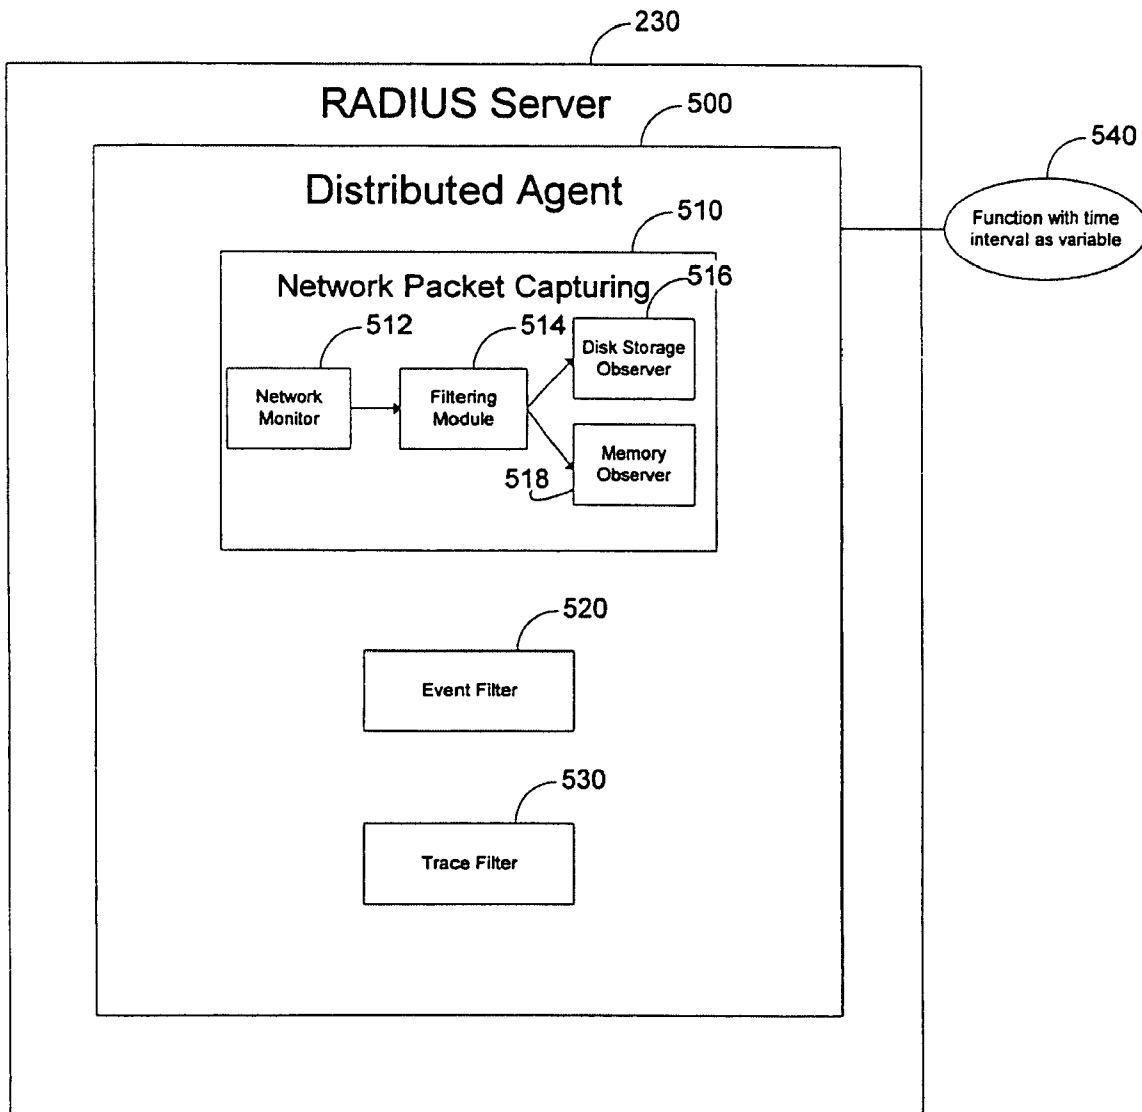 230
RADIUS Server
500
540
Distributed Agent
Function with time
interval as variable
510
Network Packet Capturing
516
512
514
Disk Storage
Observer
Network
Monitor
Filtering
Module
Memory
Observer
518
520
Event Filter
530
Trace Filter